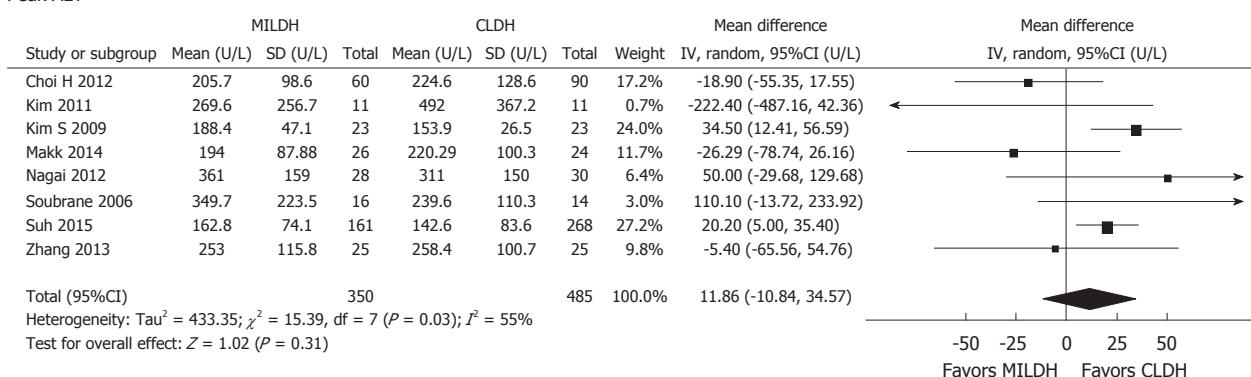 MILDH CLDH Mean difference Mean difference
Study or subgroup Mean (U/L) SD (U/L) Total Mean (U/L) SD (U/L) Total Weight IV, random, 95%CI (U/L) IV, random, 95%CI (U/L)
Choi H 2012 205.7 98.6 60 224.6 128.6 90 17.2% -18.90 (-55.35, 17.55)
Kim 2011 269.6 256.7 11 492 367.2 11 0.7% -222.40 (-487.16, 42.36)
Kim S 2009 188.4 47.1 23 153.9 26.5 23 24.0% 34.50 (12.41, 56.59)
Makk 2014 194 87.88 26 220.29 100.3 24 11.7% -26.29 (-78.74, 26.16)
Nagai 2012 361 159 28 311 150 30 6.4% 50.00 (-29.68, 129.68)
Soubrane 2006 349.7 223.5 16 239.6 110.3 14 3.0% 110.10 (-13.72, 233.92)
Suh 2015 162.8 74.1 161 142.6 83.6 268 27.2% 20.20 (5.00, 35.40)
Zhang 2013 253 115.8 25 258.4 100.7 25 9.8% -5.40 (-65.56, 54.76)
Total (95%CI) 350 485 100.0% 11.86 (-10.84, 34.57)
Heterogeneity: Tau² = 433.35; χ² = 15.39, df = 7 (P = 0.03); I² = 55%
Test for overall effect: Z = 1.02 (P = 0.31)
-50 -25 0 25 50
Favors MILDH Favors CLDH